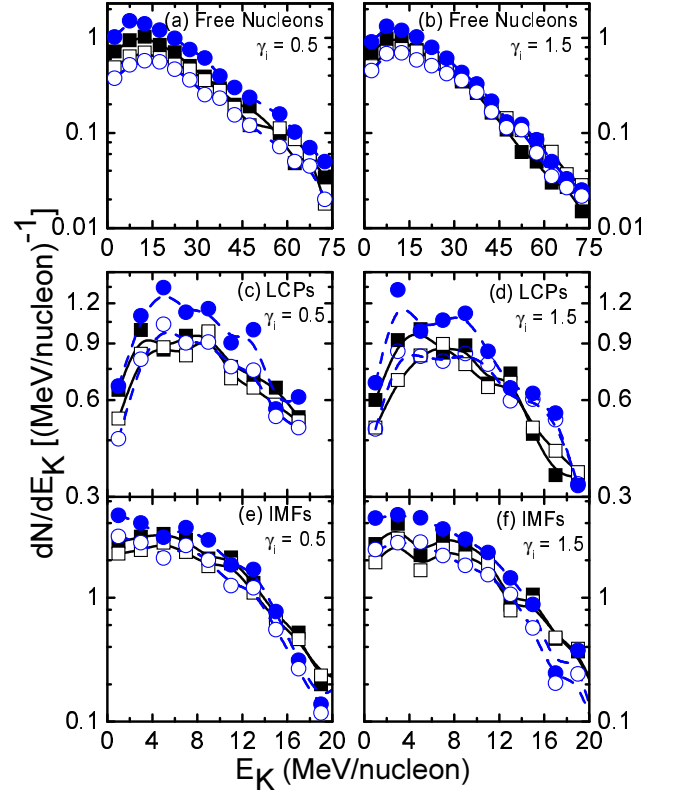 (a) Free Nucleons
γi = 0.5
(b) Free Nucleons
γi = 1.5
1
0.1
0.01
1
0.1
0.01
0 15 30 45 60 75
0 15 30 45 60 75
(c) LCPs
γi = 0.5
(d) LCPs
γi = 1.5
1.2
0.9
0.6
0.3
1.2
0.9
0.6
0.3
dN/dEK [(MeV/nucleon)-1]
(e) IMFs
γi = 0.5
(f) IMFs
γi = 1.5
1
0.1
1
0.1
0 4 8 12 16 20
0 4 8 12 16 20
EK (MeV/nucleon)